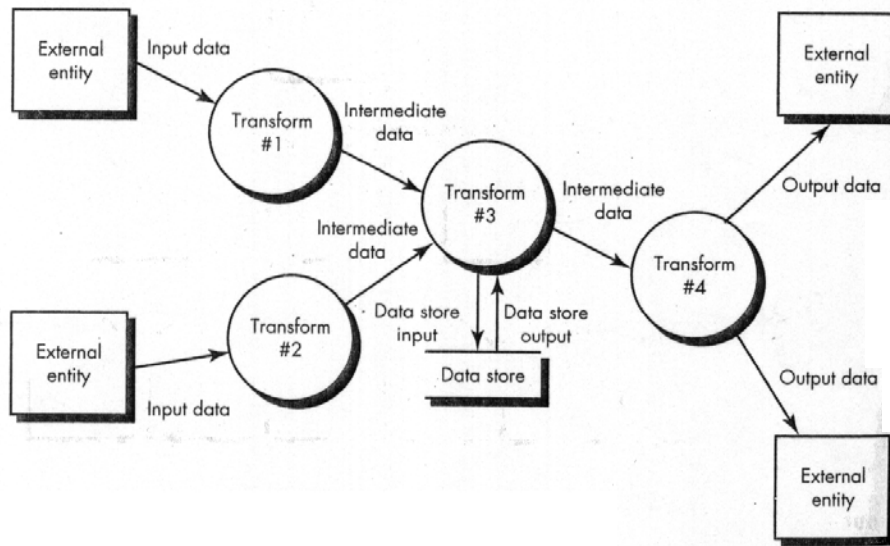 External
entity
Input data
Transform
#1
Intermediate
data
Transform
#3
Intermediate
data
External
entity
Output data
Transform
#4
Intermediate
data
Transform
#2
External
entity
Input data
Data store
input
Data store
output
Data store
Output data
External
entity